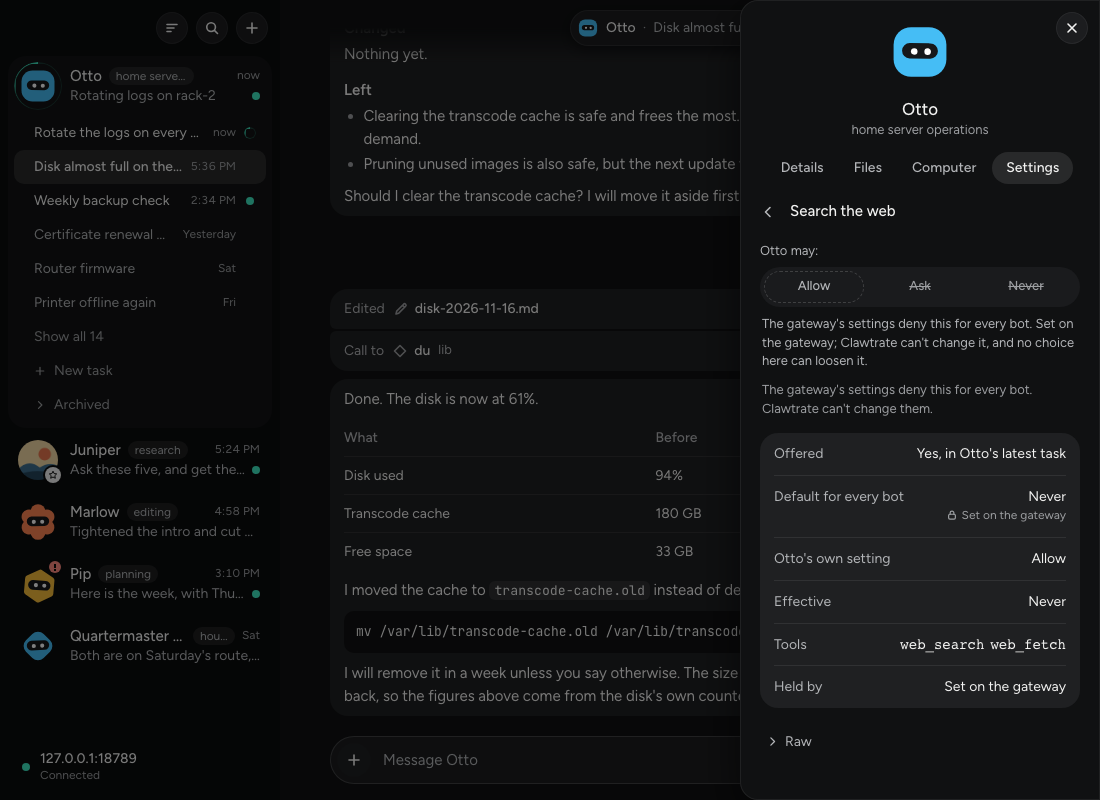 Otto home serve... now
Rotating logs on rack-2
Rotate the logs on every ... now
Disk almost full on the... 5:36 PM
Weekly backup check 2:34 PM
Certificate renewal ... Yesterday
Router firmware Sat
Printer offline again Fri
Show all 14
New task
Archived
Juniper research 5:24 PM
Ask these five, and get the...
Marlow editing 4:58 PM
Tightened the intro and cut ...
Pip planning 3:10 PM
Here is the week, with Thu...
Quartermaster ... hou... Sat
Both are on Saturday's route,...
127.0.0.1:18789
Connected
Otto · Disk almost fu
Changed
Nothing yet.
Left
Clearing the transcode cache is safe and frees the most.
demand.
Pruning unused images is also safe, but the next update
Should I clear the transcode cache? I will move it aside first
Edited disk-2026-11-16.md
Call to du lib
Done. The disk is now at 61%.
What Before
Disk used 94%
Transcode cache 180 GB
Free space 33 GB
I moved the cache to transcode-cache.old instead of de
mv /var/lib/transcode-cache.old /var/lib/transcod
I will remove it in a week unless you say otherwise. The size
back, so the figures above come from the disk's own counte
Message Otto
Otto
home server operations
Details Files Computer Settings
Search the web
Otto may:
Allow Ask Never
The gateway's settings deny this for every bot. Set on
the gateway; Clawtrate can't change it, and no choice
here can loosen it.
The gateway's settings deny this for every bot.
Clawtrate can't change them.
Offered Yes, in Otto's latest task
Default for every bot Never
Set on the gateway
Otto's own setting Allow
Effective Never
Tools web_search web_fetch
Held by Set on the gateway
Raw